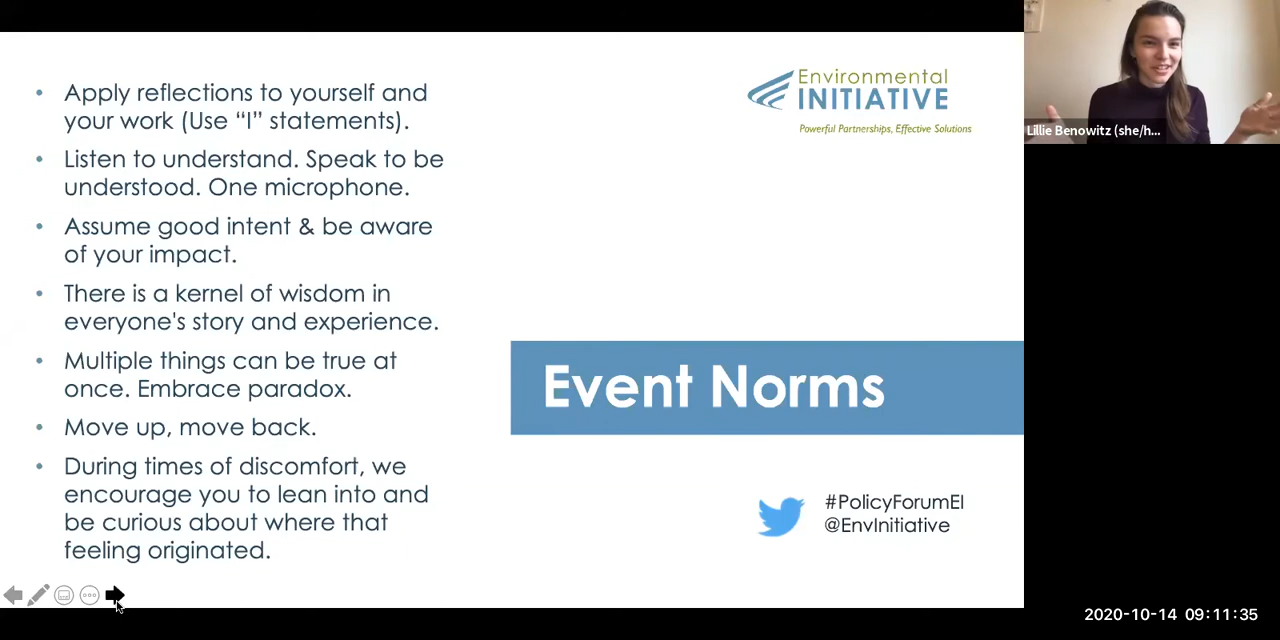 • Apply reflections to yourself and
your work (Use “I” statements).
• Listen to understand. Speak to be
understood. One microphone.
• Assume good intent & be aware
of your impact.
• There is a kernel of wisdom in
everyone's story and experience.
• Multiple things can be true at
once. Embrace paradox.
• Move up, move back.
• During times of discomfort, we
encourage you to lean into and
be curious about where that
feeling originated.
Environmental
INITIATIVE
Powerful Partnerships, Effective Solutions
Event Norms
#PolicyForumEI
@EnvInitiative
Lillie Benowitz (she/h...
2020-10-14 09:11:35